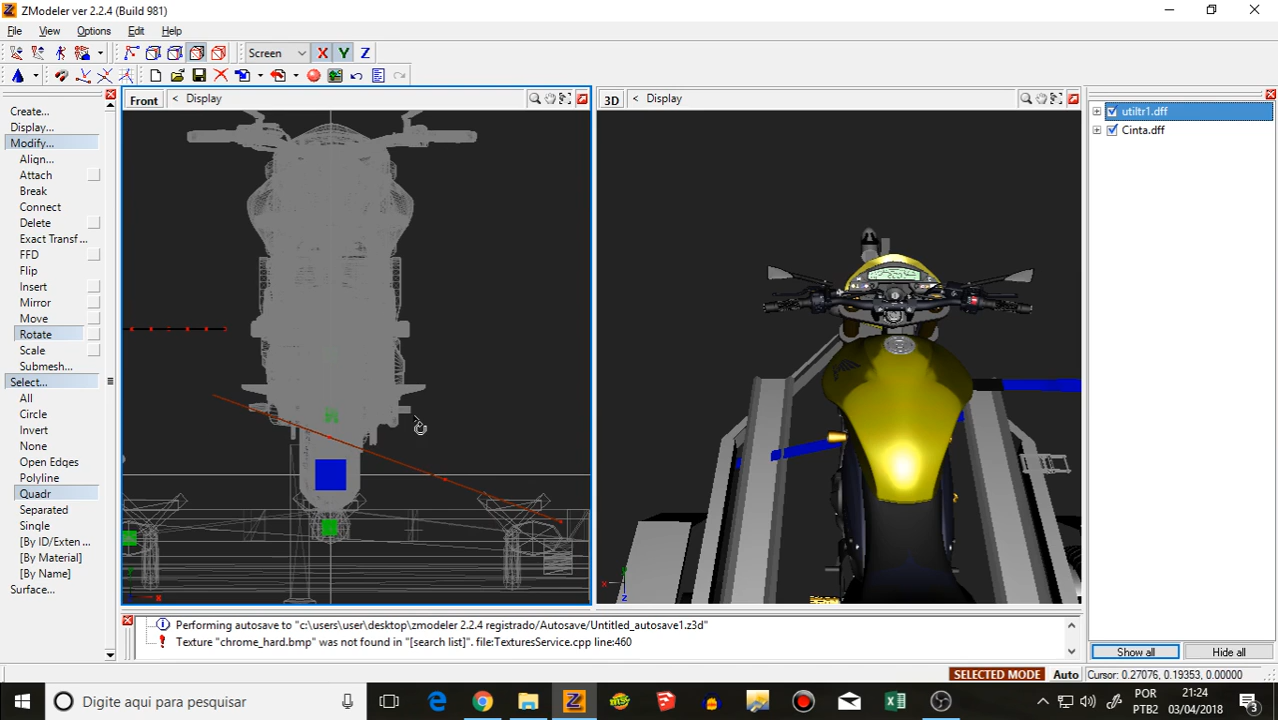 ZModeler ver 2.2.4 (Build 981)
File View Options Edit Help
Screen X Y Z
Front < Display
3D < Display
Create...
Display...
Modify...
Align...
Attach
Break
Connect
Delete
Exact Transf ...
FFD
Flip
Insert
Mirror
Move
Rotate
Scale
Submesh...
Select...
All
Circle
Invert
None
Open Edges
Polyline
Quadr
Separated
Single
[By ID/Exten ...
[By Material]
[By Name]
Surface...
utiltr1.dff
Cinta.dff
Performing autosave to "c:\users\user\desktop\zmodeler 2.2.4 registrado/Autosave/Untitled_autosave1.z3d"
Texture "chrome_hard.bmp" was not found in "[search list]". file:TexturesService.cpp line:460
Show all Hide all
SELECTED MODE Auto Cursor: 0.27076, 0.19353, 0.00000
Digite aqui para pesquisar
POR
PTB2
21:24
03/04/2018
3